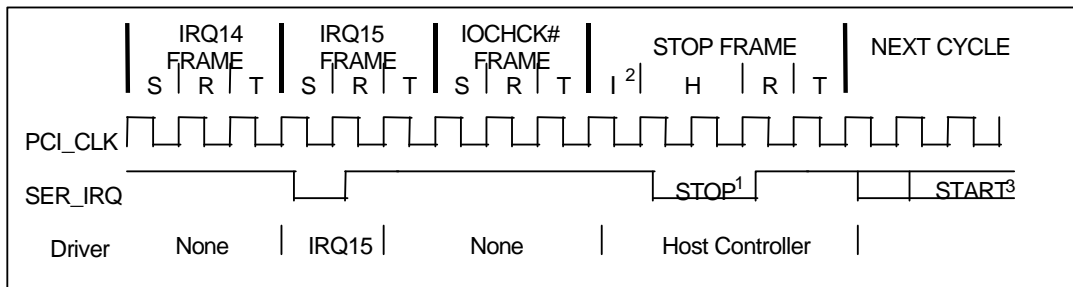 IRQ14 FRAME
IRQ15 FRAME
IOCHCK# FRAME
STOP FRAME
NEXT CYCLE
S R T S R T S R T I 2 H R T
PCI_CLK
SER_IRQ STOP1 START3
Driver None IRQ15 None Host Controller